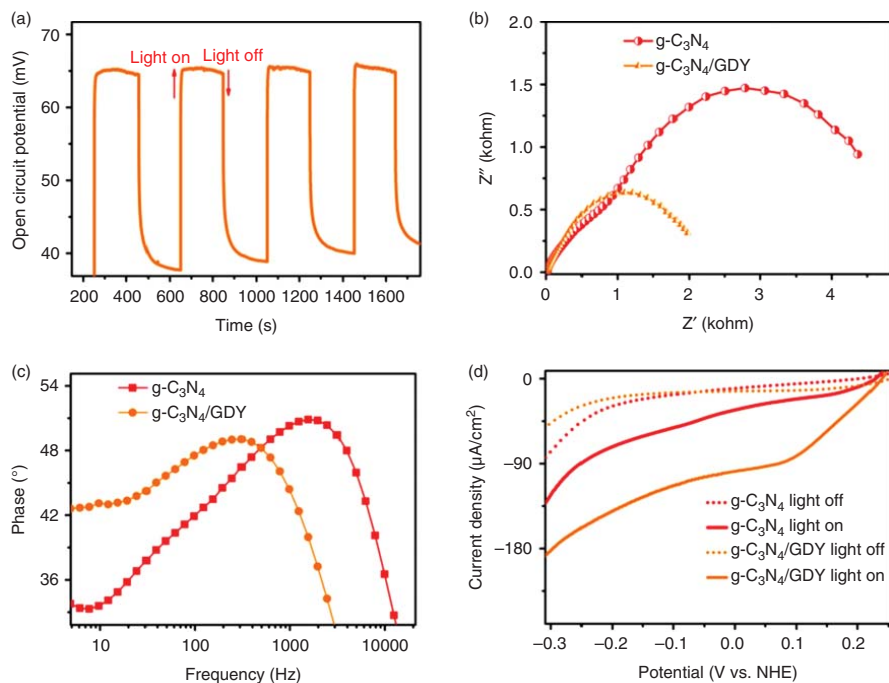 (a)
70
60
50
40
Open circuit potential (mV)
Light on
Light off
200 400 600 800 1000 1200 1400 1600
Time (s)
(b)
2.0
1.5
1.0
0.5
0.0
Z″ (kohm)
g-C₃N₄
g-C₃N₄/GDY
0 1 2 3 4
Z′ (kohm)
(c)
54
48
42
36
Phase (°)
g-C₃N₄
g-C₃N₄/GDY
10 100 1000 10000
Frequency (Hz)
(d)
0
−90
−180
Current density (μA/cm²)
g-C₃N₄ light off
g-C₃N₄ light on
g-C₃N₄/GDY light off
g-C₃N₄/GDY light on
−0.3 −0.2 −0.1 0.0 0.1 0.2
Potential (V vs. NHE)